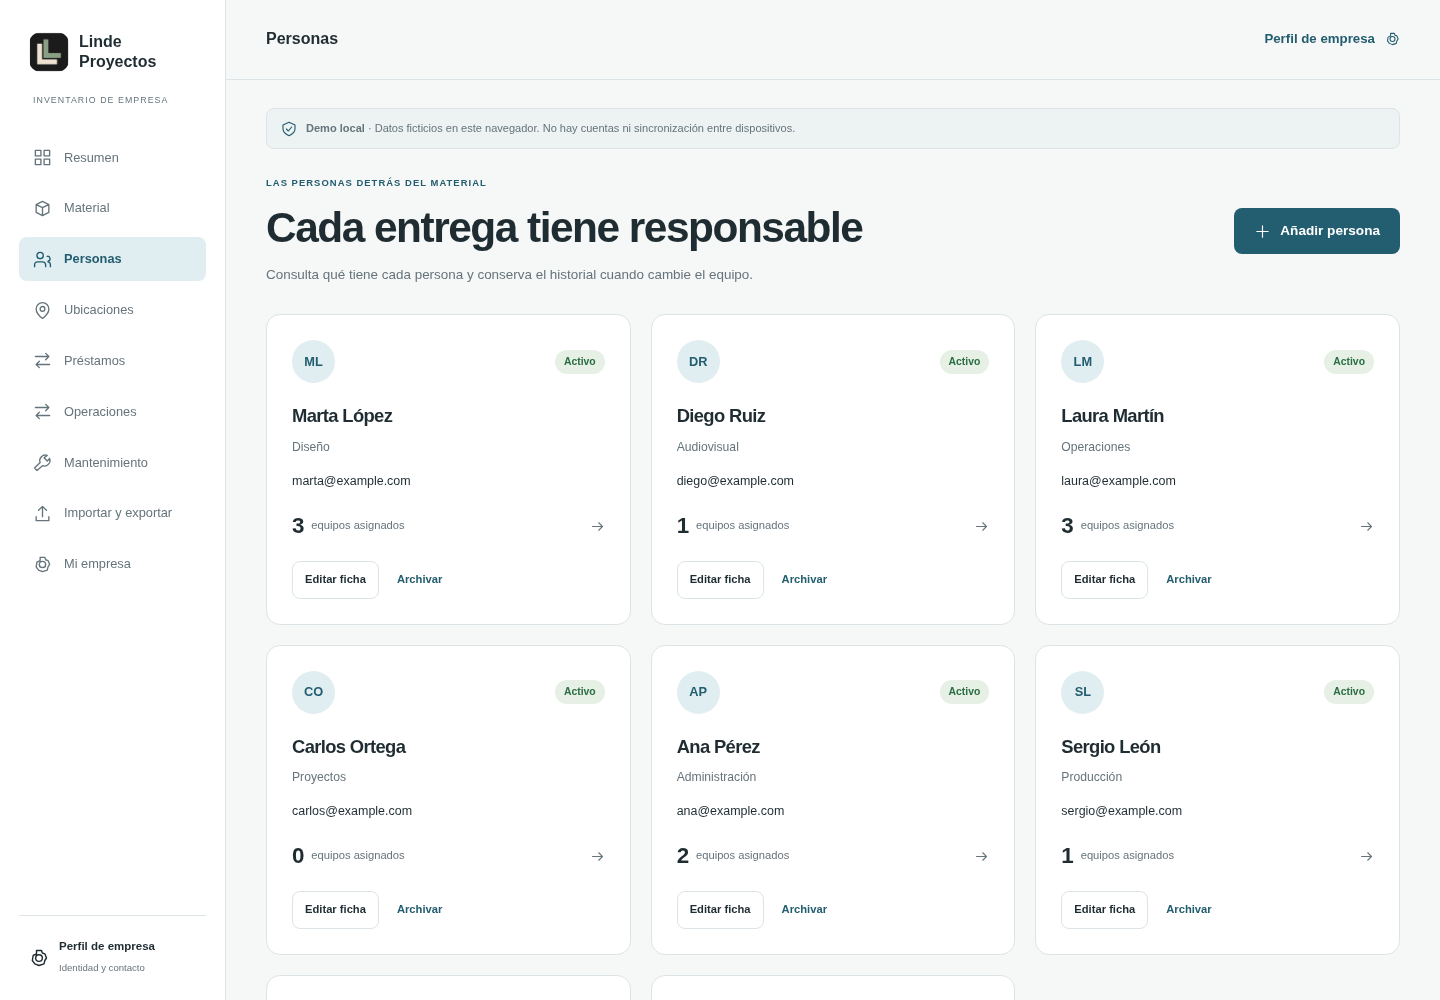 Linde
Proyectos
INVENTARIO DE EMPRESA
Resumen
Material
Personas
Ubicaciones
Préstamos
Operaciones
Mantenimiento
Importar y exportar
Mi empresa
Perfil de empresa
Identidad y contacto
Personas
Perfil de empresa
Demo local · Datos ficticios en este navegador. No hay cuentas ni sincronización entre dispositivos.
LAS PERSONAS DETRÁS DEL MATERIAL
Cada entrega tiene responsable
Añadir persona
Consulta qué tiene cada persona y conserva el historial cuando cambie el equipo.
ML
Activo
Marta López
Diseño
marta@example.com
3 equipos asignados
Editar ficha
Archivar
DR
Activo
Diego Ruiz
Audiovisual
diego@example.com
1 equipos asignados
Editar ficha
Archivar
LM
Activo
Laura Martín
Operaciones
laura@example.com
3 equipos asignados
Editar ficha
Archivar
CO
Activo
Carlos Ortega
Proyectos
carlos@example.com
0 equipos asignados
Editar ficha
Archivar
AP
Activo
Ana Pérez
Administración
ana@example.com
2 equipos asignados
Editar ficha
Archivar
SL
Activo
Sergio León
Producción
sergio@example.com
1 equipos asignados
Editar ficha
Archivar